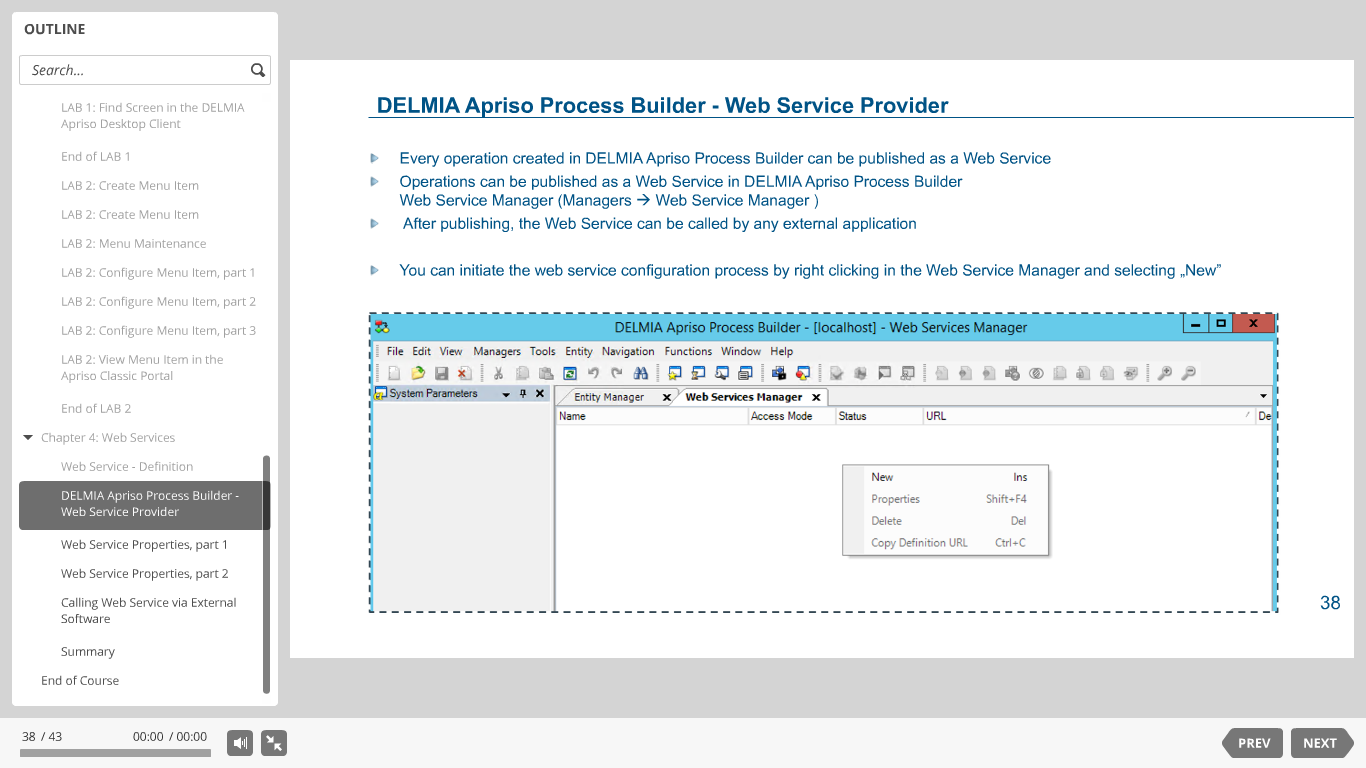 OUTLINE
Search...
LAB 1: Find Screen in the DELMIA
Apriso Desktop Client
End of LAB 1
LAB 2: Create Menu Item
LAB 2: Create Menu Item
LAB 2: Menu Maintenance
LAB 2: Configure Menu Item, part 1
LAB 2: Configure Menu Item, part 2
LAB 2: Configure Menu Item, part 3
LAB 2: View Menu Item in the
Apriso Classic Portal
End of LAB 2
Chapter 4: Web Services
Web Service - Definition
DELMIA Apriso Process Builder -
Web Service Provider
Web Service Properties, part 1
Web Service Properties, part 2
Calling Web Service via External
Software
Summary
End of Course
DELMIA Apriso Process Builder - Web Service Provider
Every operation created in DELMIA Apriso Process Builder can be published as a Web Service
Operations can be published as a Web Service in DELMIA Apriso Process Builder
Web Service Manager (Managers → Web Service Manager )
After publishing, the Web Service can be called by any external application
You can initiate the web service configuration process by right clicking in the Web Service Manager and selecting „New”
DELMIA Apriso Process Builder - [localhost] - Web Services Manager
File Edit View Managers Tools Entity Navigation Functions Window Help
System Parameters
Entity Manager Web Services Manager
Name Access Mode Status URL De
New Ins
Properties Shift+F4
Delete Del
Copy Definition URL Ctrl+C
38
38 / 43 00:00 / 00:00
PREV NEXT